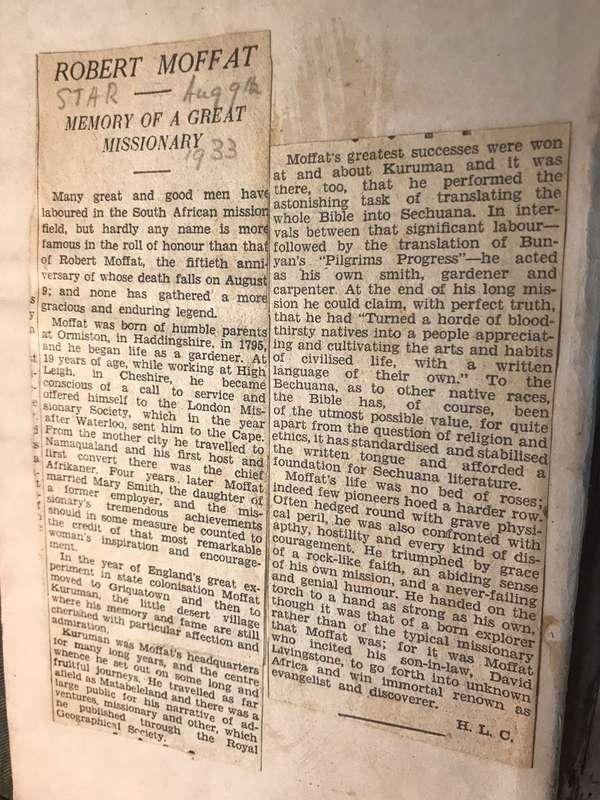 ROBERT MOFFAT
STAR Aug 9th
MEMORY OF A GREAT
MISSIONARY
1933
Many great and good men have
laboured in the South African mission
field, but hardly any name is more
famous in the roll of honour than that
of Robert Moffat, the fiftieth anni-
versary of whose death falls on August
9; and none has gathered a more
gracious and enduring legend.
Moffat was born of humble parents
at Ormiston, in Haddingshire, in 1795,
and he began life as a gardener. At
19 years of age, while working at High
Leigh, in Cheshire, he became
conscious of a call to service and
offered himself to the London Mis-
sionary Society, which in the year
after Waterloo, sent him to the Cape.
From the mother city he travelled to
Namaqualand and his first host and
first convert there was the chief
Afrikaner. Four years later Moffat
married Mary Smith, the daughter of
a former employer, and the mis-
sionary's tremendous achievements
should in some measure be counted to
the credit of that most remarkable
woman's inspiration and encourage-
ment.
In the year of England's great ex-
periment in state colonisation Moffat
moved to Griquatown and then to
Kuruman, the little desert village
where his memory and fame are still
cherished with particular affection and
admiration.
Kuruman was Moffat's headquarters
for many long years, and the centre
whence he set out on some long and
fruitful journeys. He travelled as far
afield as Matabeleland and there was a
large public for his narrative of ad-
ventures, missionary and other, which
he published through the Royal
Geographical Society.
Moffat's greatest successes were won
at and about Kuruman and it was
there, too, that he performed the
astonishing task of translating the
whole Bible into Sechuana. In inter-
vals between that significant labour—
followed by the translation of Bun-
yan's "Pilgrims Progress"—he acted
as his own smith, gardener and
carpenter. At the end of his long mis-
sion he could claim, with perfect truth,
that he had "Turned a horde of blood-
thirsty natives into a people appreciat-
ing and cultivating the arts and habits
of civilised life, with a written
language of their own." To the
Bechuana, as to other native races,
the Bible has, of course, been
of the utmost possible value, for quite
apart from the question of religion and
ethics, it has standardised and stabilised
the written tongue and afforded a
foundation for Sechuana literature.
Moffat's life was no bed of roses;
indeed few pioneers hoed a harder row.
Often hedged round with grave physi-
cal peril, he was also confronted with
apathy, hostility and every kind of dis-
couragement. He triumphed by grace
of a rock-like faith, an abiding sense
of his own mission, and a never-failing
and genial humour. He handed on the
torch to a hand as strong as his own,
though it was that of a born explorer
rather than of the typical missionary
that Moffat was; for it was Moffat
who incited his son-in-law, David
Livingstone, to go forth into unknown
Africa and win immortal renown as
evangelist and discoverer.
H. L. C.